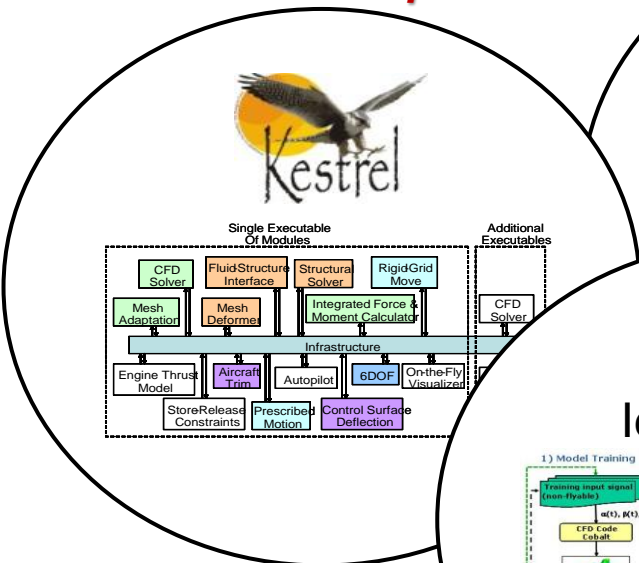 Kestrel
Single Executable
Of Modules
Additional
Executables
CFD
Solver
Fluid-Structure
Interface
Structural
Solver
Rigid-Grid
Move
Mesh
Adaptation
Mesh
Deformer
Integrated Force &
Moment Calculator
CFD
Solver
Infrastructure
Engine Thrust
Model
Aircraft
Trim
Autopilot
6DOF
On-the-Fly
Visualizer
Store-Release
Constraints
Prescribed
Motion
Control Surface
Deflection
1) Model Training
Training input signal
(non-flyable)
α(t), β(t),
CFD Code
Cobalt